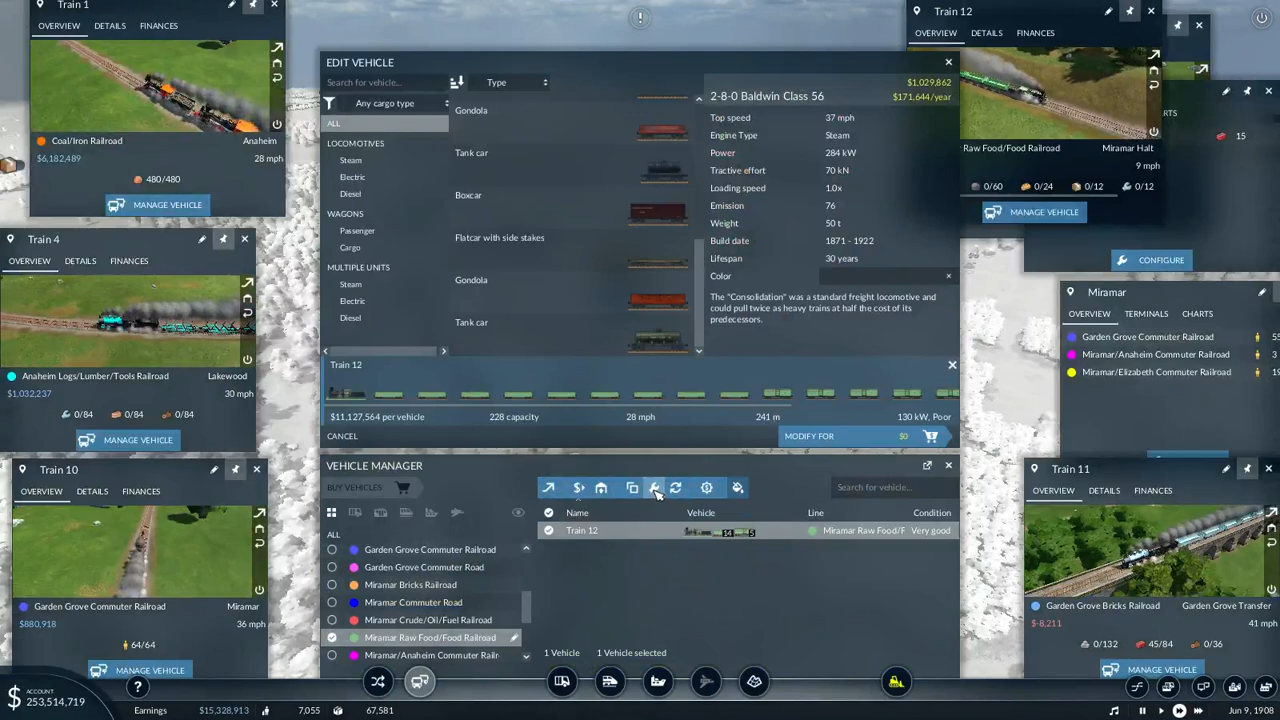 Train 1
OVERVIEW DETAILS FINANCES
Coal/Iron Railroad Anaheim
$6,182,489 28 mph
480/480
MANAGE VEHICLE
Train 4
OVERVIEW DETAILS FINANCES
Anaheim Logs/Lumber/Tools Railroad Lakewood
$1,032,237 30 mph
0/84 0/84 0/84
MANAGE VEHICLE
Train 10
OVERVIEW DETAILS FINANCES
Garden Grove Commuter Railroad Miramar
$880,918 36 mph
64/64
MANAGE VEHICLE
EDIT VEHICLE
Search for vehicle...
Type
Any cargo type
ALL
LOCOMOTIVES
Steam
Electric
Diesel
WAGONS
Passenger
Cargo
MULTIPLE UNITS
Steam
Electric
Diesel
Gondola
Tank car
Boxcar
Flatcar with side stakes
Gondola
Tank car
$1,029,862
$171,644/year
2-8-0 Baldwin Class 56
Top speed 37 mph
Engine Type Steam
Power 284 kW
Tractive effort 70 kN
Loading speed 1.0x
Emission 76
Weight 50 t
Build date 1871 - 1922
Lifespan 30 years
Color
The "Consolidation" was a standard freight locomotive and
could pull twice as heavy trains at half the cost of its
predecessors.
Train 12
$11,127,564 per vehicle 228 capacity 28 mph 241 m 130 kW, Poor
CANCEL MODIFY FOR $0
VEHICLE MANAGER
BUY VEHICLES
Search for vehicle...
Name Vehicle Line Condition
Train 12 14 5 Miramar Raw Food/F Very good
ALL
Garden Grove Commuter Railroad
Garden Grove Commuter Road
Miramar Bricks Railroad
Miramar Commuter Road
Miramar Crude/Oil/Fuel Railroad
Miramar Raw Food/Food Railroad
Miramar/Anaheim Commuter Railr
1 Vehicle 1 Vehicle selected
Train 12
OVERVIEW DETAILS FINANCES
Raw Food/Food Railroad Miramar Halt
9 mph
0/60 0/24 0/12 0/12
MANAGE VEHICLE
ARTS
15
CONFIGURE
Miramar
OVERVIEW TERMINALS CHARTS
Garden Grove Commuter Railroad 55
Miramar/Anaheim Commuter Railroad 3
Miramar/Elizabeth Commuter Railroad 19
Train 11
OVERVIEW DETAILS FINANCES
Garden Grove Bricks Railroad Garden Grove Transfer
$-8,211 41 mph
0/132 45/84 0/36
MANAGE VEHICLE
$ ACCOUNT
253,514,719
?
Earnings $15,328,913 7,055 67,581
Jun 9, 1908